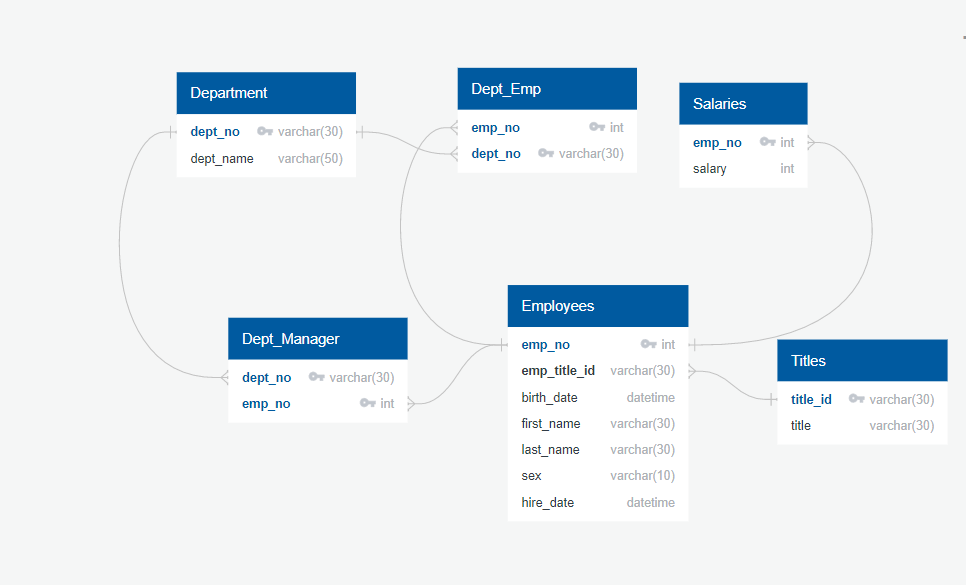 Department
dept_no varchar(30)
dept_name varchar(50)
Dept_Emp
emp_no int
dept_no varchar(30)
Salaries
emp_no int
salary int
Dept_Manager
dept_no varchar(30)
emp_no int
Employees
emp_no int
emp_title_id varchar(30)
birth_date datetime
first_name varchar(30)
last_name varchar(30)
sex varchar(10)
hire_date datetime
Titles
title_id varchar(30)
title varchar(30)